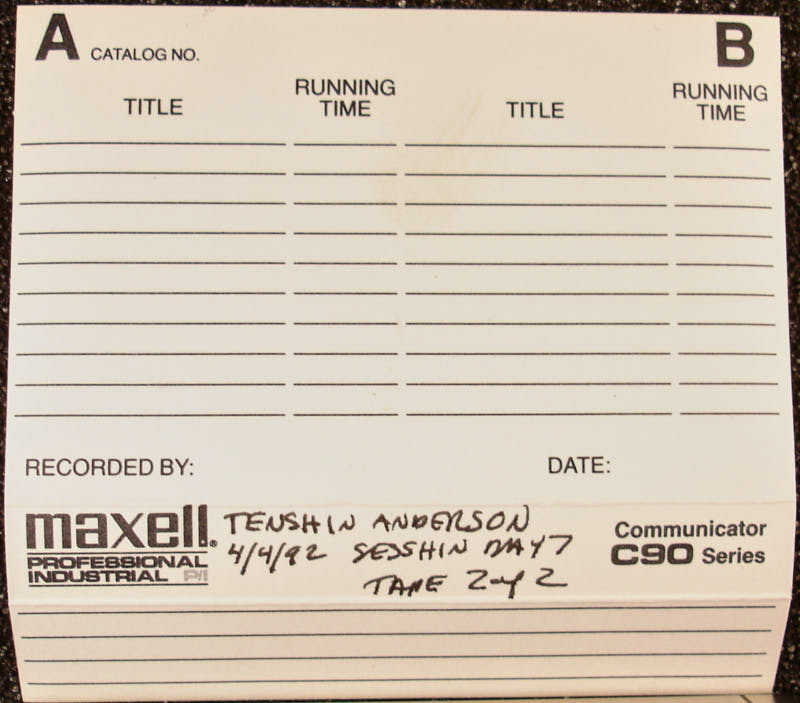 A CATALOG NO. B
TITLE RUNNING TIME TITLE RUNNING TIME
RECORDED BY: DATE:
maxell. TENSHIN ANDERSON Communicator
PROFESSIONAL 4/4/92 SESSHIN DAY 7 C90 Series
INDUSTRIAL P/I TAPE 2 of 2